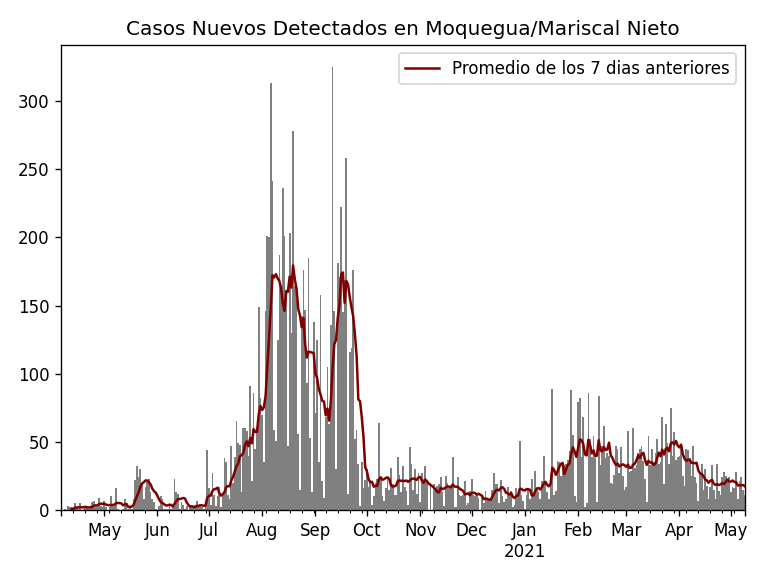 Casos Nuevos Detectados en Moquegua/Mariscal Nieto
Promedio de los 7 dias anteriores
300
250
200
150
100
50
0
May Jun Jul Aug Sep Oct Nov Dec Jan Feb Mar Apr May
2021